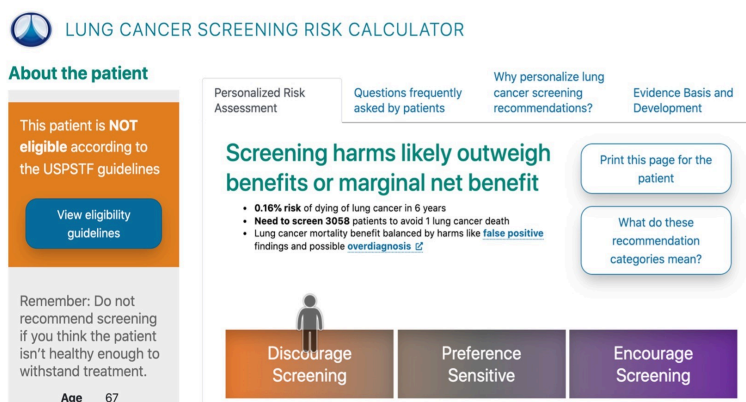 LUNG CANCER SCREENING RISK CALCULATOR
About the patient
This patient is NOT
eligible according to
the USPSTF guidelines
View eligibility
guidelines
Remember: Do not
recommend screening
if you think the patient
isn't healthy enough to
withstand treatment.
Age 67
Personalized Risk
Assessment
Questions frequently
asked by patients
Why personalize lung
cancer screening
recommendations?
Evidence Basis and
Development
Screening harms likely outweigh
benefits or marginal net benefit
• 0.16% risk of dying of lung cancer in 6 years
• Need to screen 3058 patients to avoid 1 lung cancer death
• Lung cancer mortality benefit balanced by harms like false positive
findings and possible overdiagnosis
Print this page for the
patient
What do these
recommendation
categories mean?
Discourage
Screening
Preference
Sensitive
Encourage
Screening